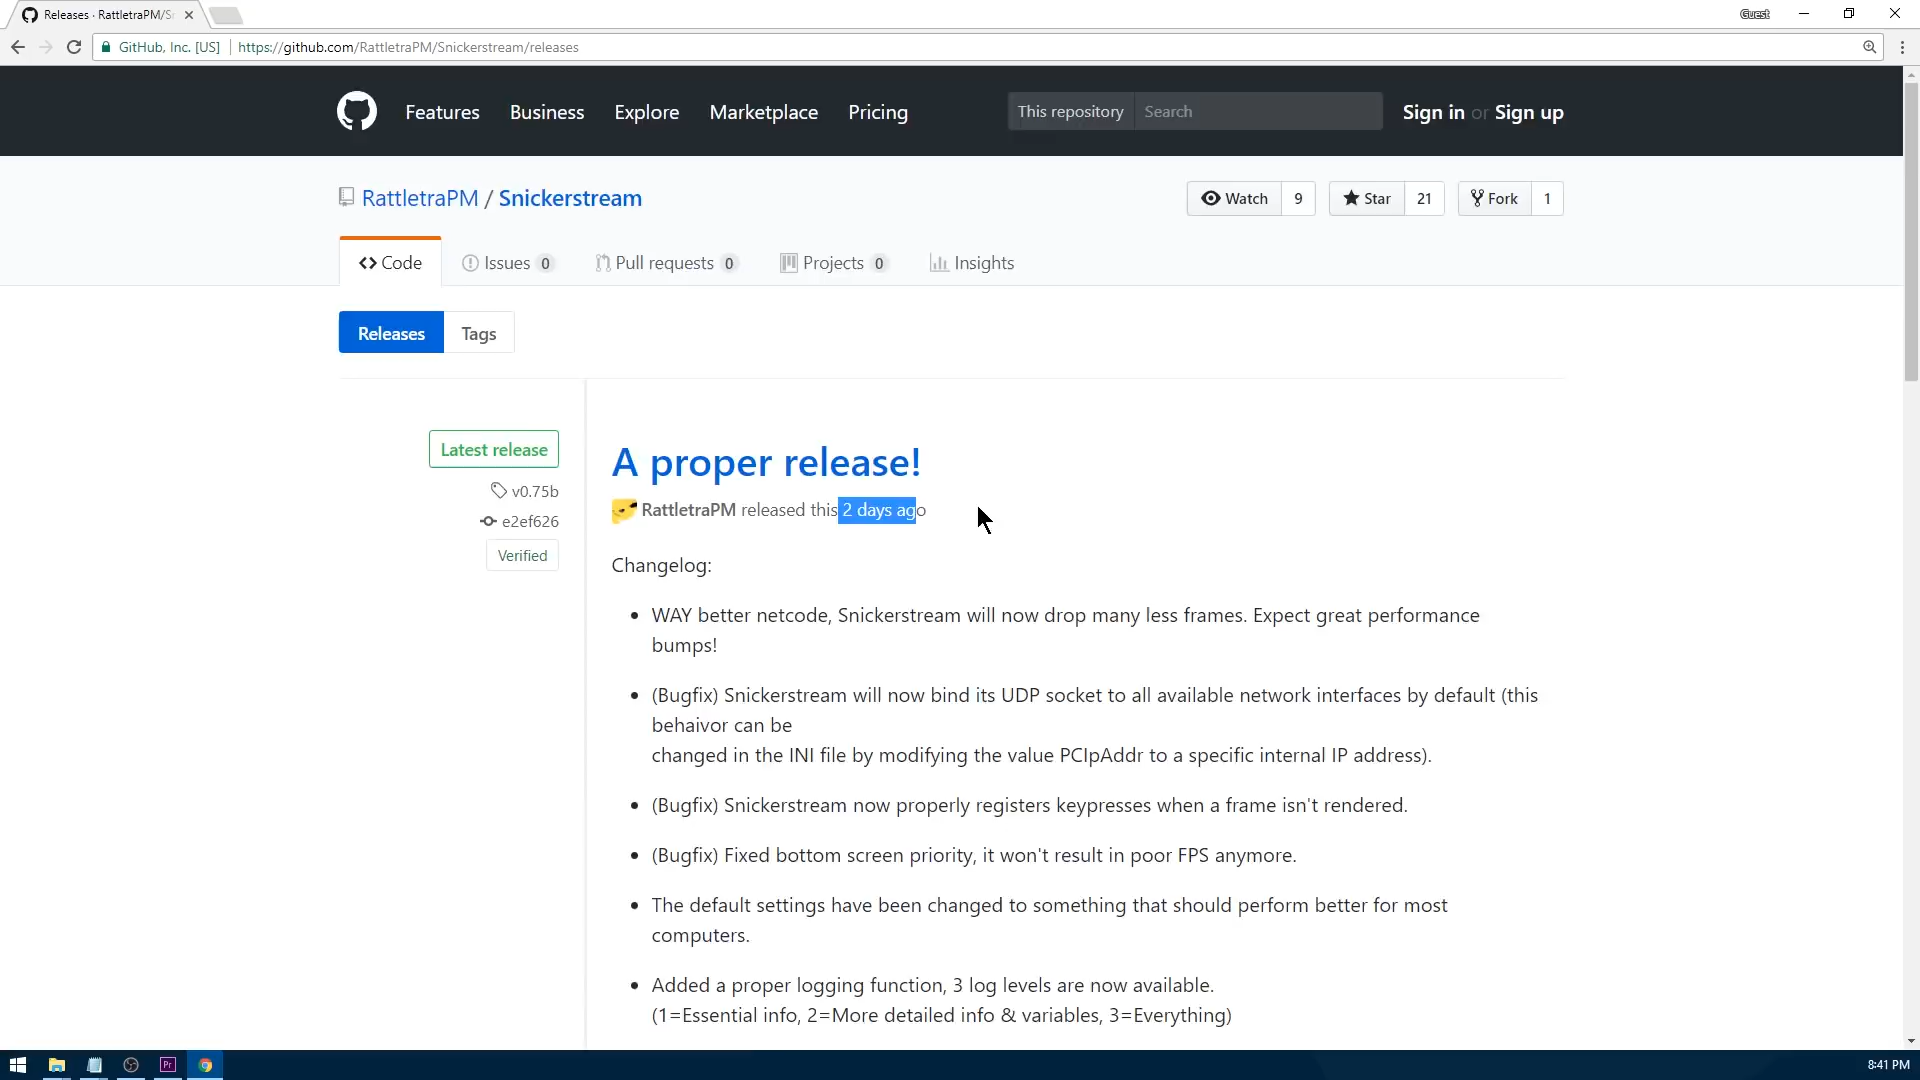 Releases · RattletraPM/S
Guest
GitHub, Inc. [US]
https://github.com/RattletraPM/Snickerstream/releases
Features
Business
Explore
Marketplace
Pricing
This repository
Search
Sign in or Sign up
RattletraPM / Snickerstream
Watch 9
Star 21
Fork 1
Code
Issues 0
Pull requests 0
Projects 0
Insights
Releases
Tags
Latest release
v0.75b
e2ef626
Verified
A proper release!
RattletraPM released this 2 days ago
Changelog:
• WAY better netcode, Snickerstream will now drop many less frames. Expect great performance
bumps!
• (Bugfix) Snickerstream will now bind its UDP socket to all available network interfaces by default (this
behaivor can be
changed in the INI file by modifying the value PCIpAddr to a specific internal IP address).
• (Bugfix) Snickerstream now properly registers keypresses when a frame isn't rendered.
• (Bugfix) Fixed bottom screen priority, it won't result in poor FPS anymore.
• The default settings have been changed to something that should perform better for most
computers.
• Added a proper logging function, 3 log levels are now available.
(1=Essential info, 2=More detailed info & variables, 3=Everything)
Pr
8:41 PM